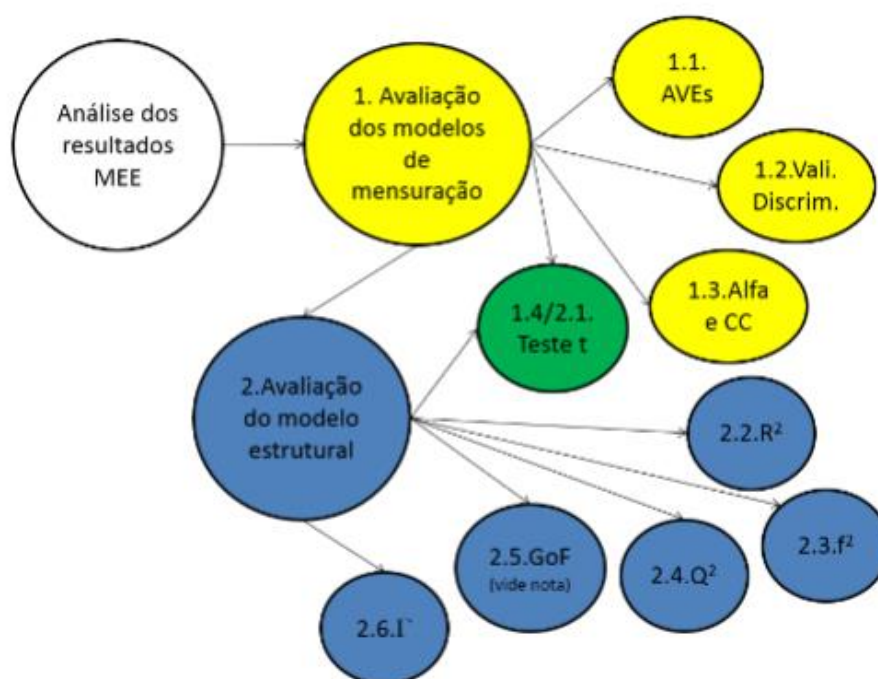 Análise dos
resultados
MEE
1. Avaliação
dos modelos
de
mensuração
1.1.
AVEs
1.2.Vali.
Discrim.
1.3.Alfa
e CC
1.4/2.1.
Teste t
2.Avaliação
do modelo
estrutural
2.2.R²
2.3.f²
2.4.Q²
2.5.GoF
(vide nota)
2.6.